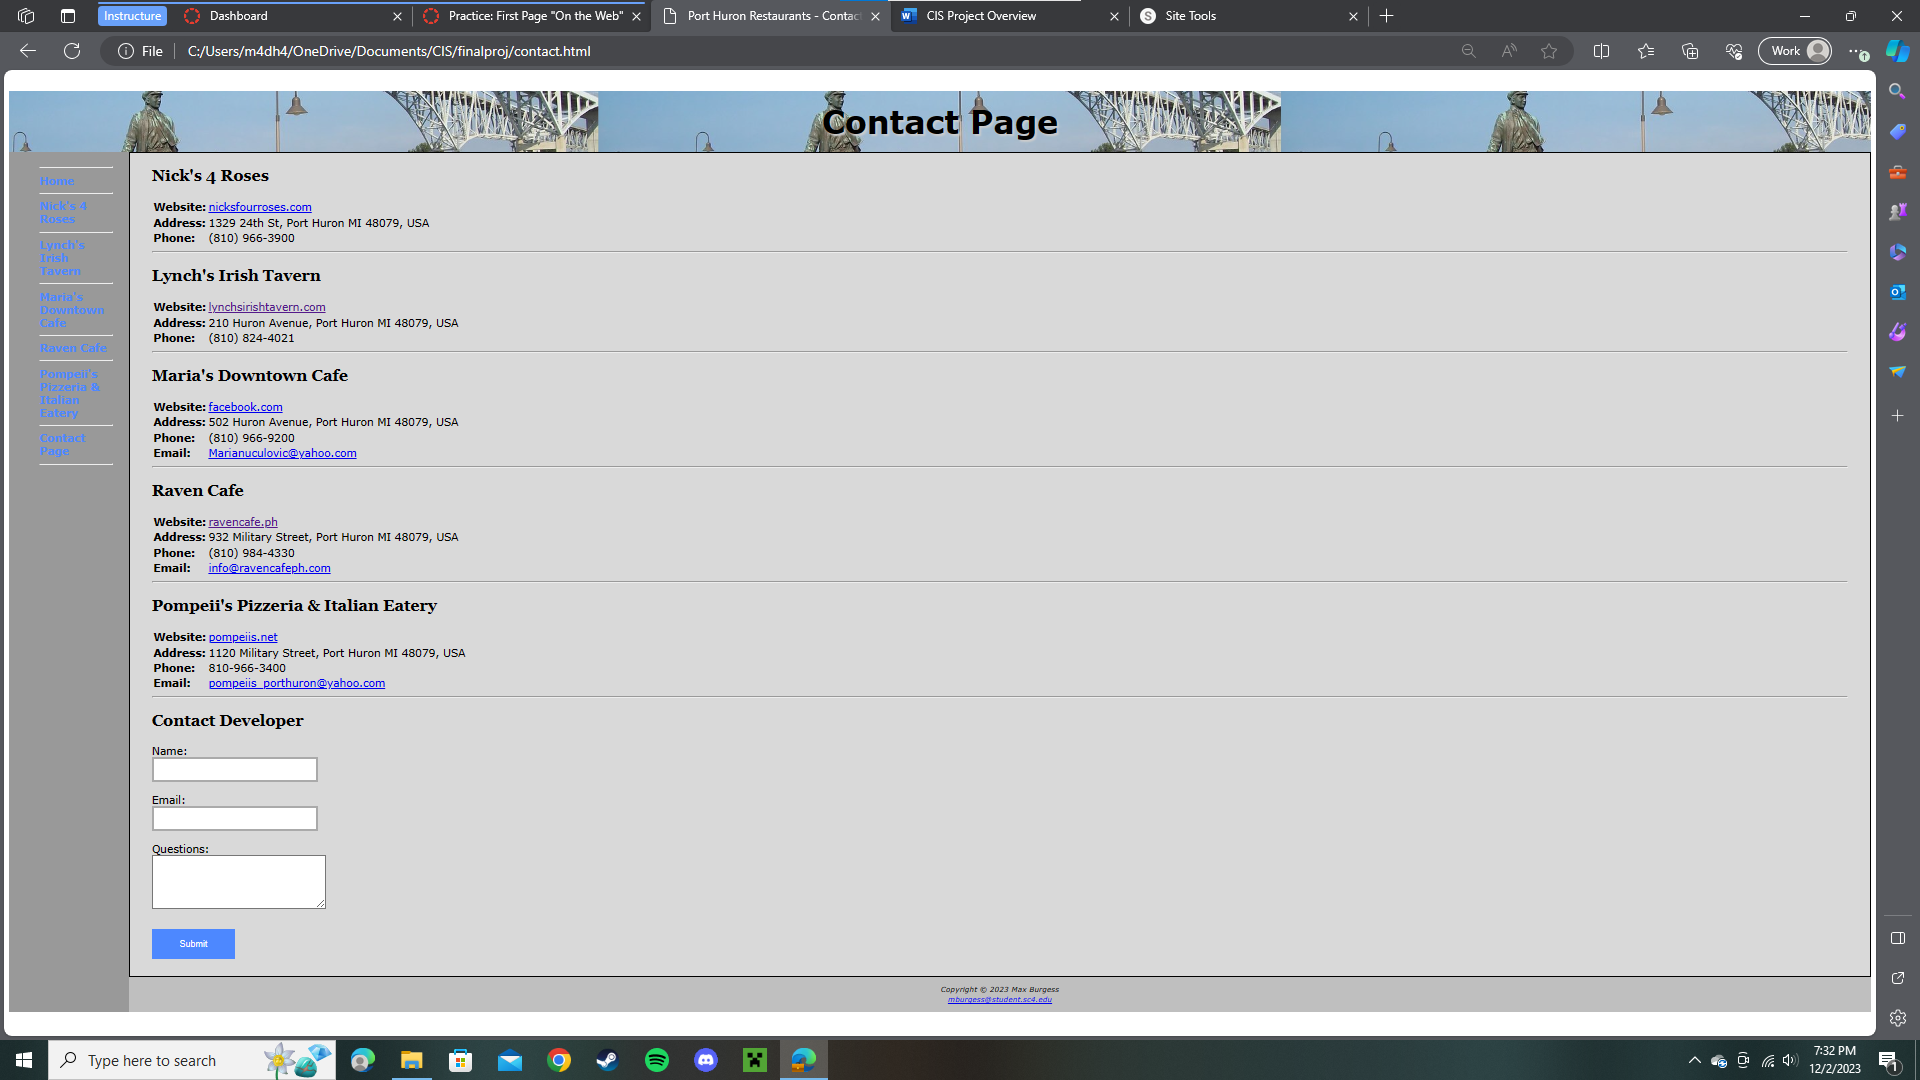 Instructure
Dashboard
Practice: First Page "On the Web"
Port Huron Restaurants - Contac
CIS Project Overview
S
Site Tools
File
C:/Users/m4dh4/OneDrive/Documents/CIS/finalproj/contact.html
Work
Contact Page
Home
Nick's 4
Roses
Lynch's
Irish
Tavern
Maria's
Downtown
Cafe
Raven Cafe
Pompeii's
Pizzeria &
Italian
Eatery
Contact
Page
Nick's 4 Roses
Website: nicksfourroses.com
Address: 1329 24th St, Port Huron MI 48079, USA
Phone: (810) 966-3900
Lynch's Irish Tavern
Website: lynchsirishtavern.com
Address: 210 Huron Avenue, Port Huron MI 48079, USA
Phone: (810) 824-4021
Maria's Downtown Cafe
Website: facebook.com
Address: 502 Huron Avenue, Port Huron MI 48079, USA
Phone: (810) 966-9200
Email: Marianuculovic@yahoo.com
Raven Cafe
Website: ravencafe.ph
Address: 932 Military Street, Port Huron MI 48079, USA
Phone: (810) 984-4330
Email: info@ravencafeph.com
Pompeii's Pizzeria & Italian Eatery
Website: pompeiis.net
Address: 1120 Military Street, Port Huron MI 48079, USA
Phone: 810-966-3400
Email: pompeiis_porthuron@yahoo.com
Contact Developer
Name:
Email:
Questions:
Submit
Copyright © 2023 Max Burgess
mburgess@student.sc4.edu
Type here to search
7:32 PM
12/2/2023
1